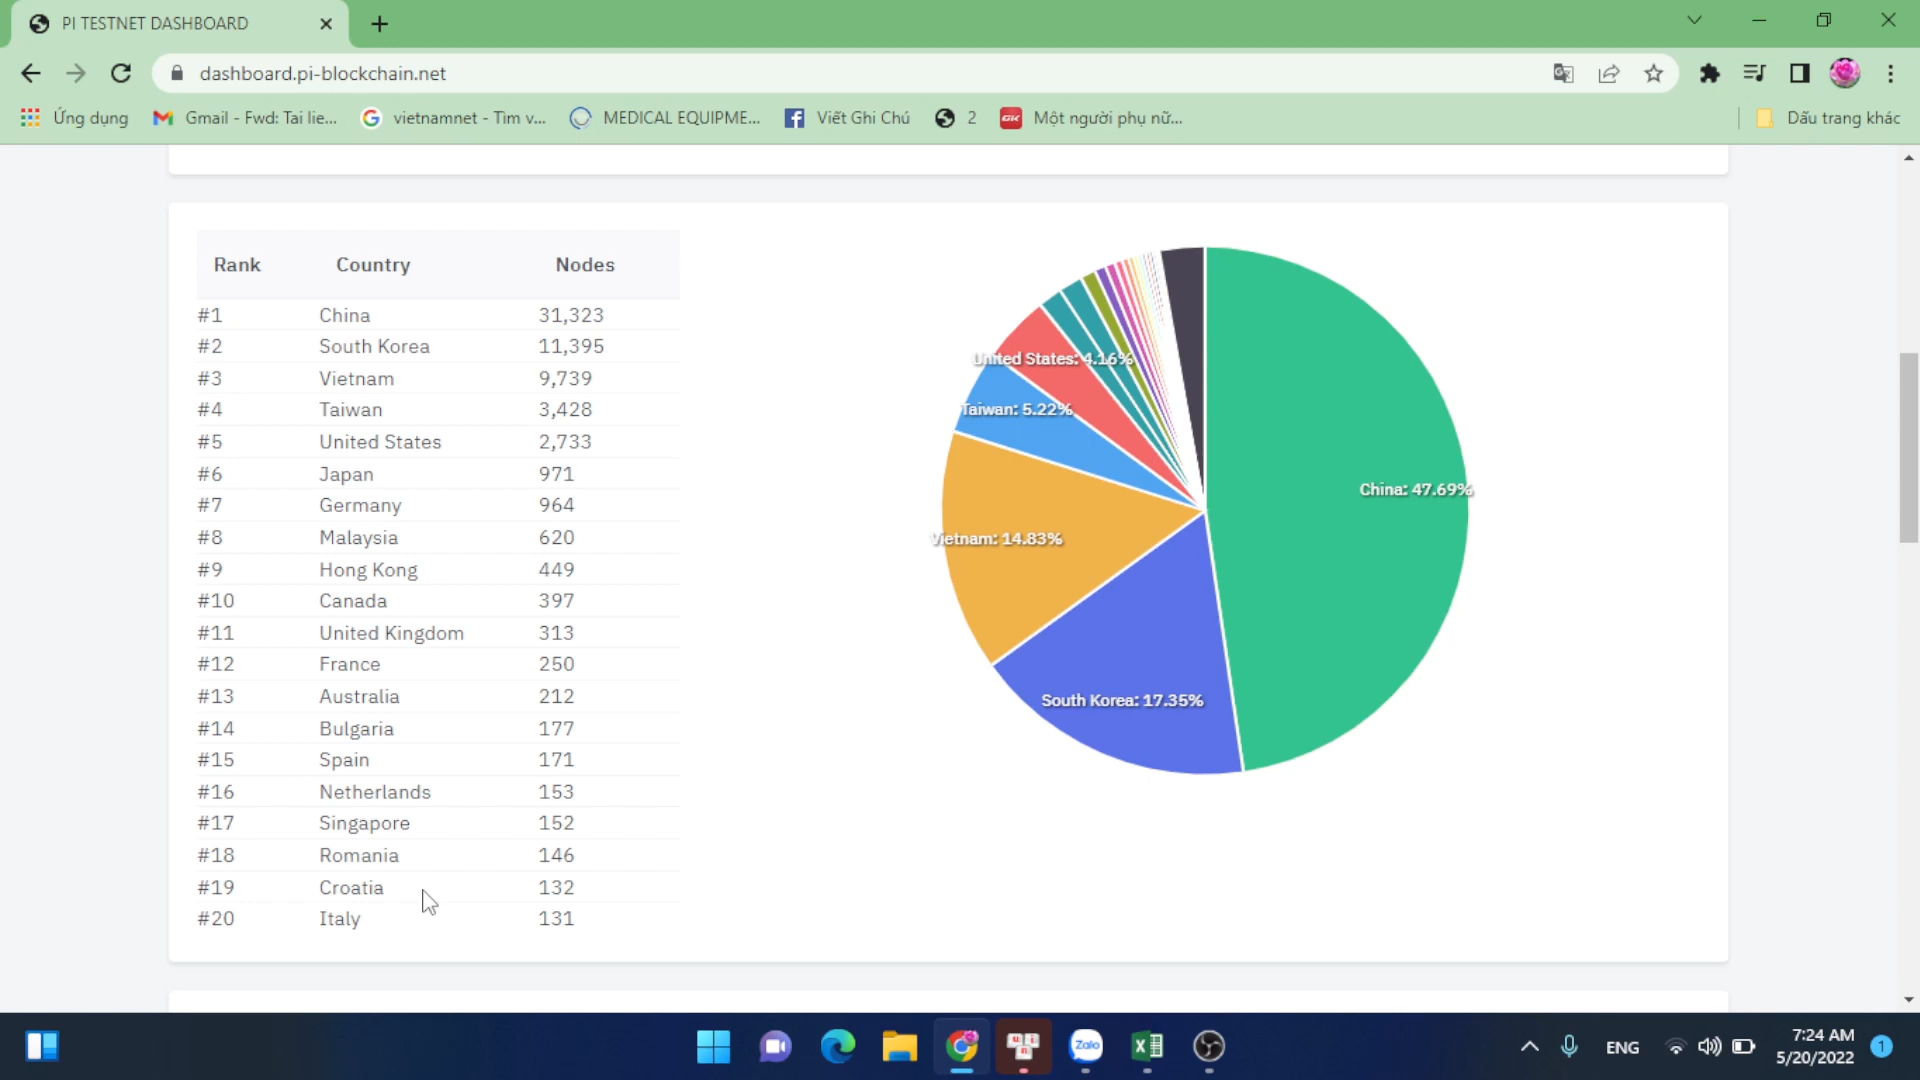 PI TESTNET DASHBOARD
dashboard.pi-blockchain.net
Ứng dụng Gmail - Fwd: Tai lie... vietnamnet - Tìm v... MEDICAL EQUIPME... Viết Ghi Chú 2 Một người phụ nữ... Dấu trang khác
Rank Country Nodes
#1 China 31,323
#2 South Korea 11,395
#3 Vietnam 9,739
#4 Taiwan 3,428
#5 United States 2,733
#6 Japan 971
#7 Germany 964
#8 Malaysia 620
#9 Hong Kong 449
#10 Canada 397
#11 United Kingdom 313
#12 France 250
#13 Australia 212
#14 Bulgaria 177
#15 Spain 171
#16 Netherlands 153
#17 Singapore 152
#18 Romania 146
#19 Croatia 132
#20 Italy 131
United States: 4.16%
Taiwan: 5.22%
China: 47.69%
Vietnam: 14.83%
South Korea: 17.35%
Zalo
ENG
7:24 AM
5/20/2022
1